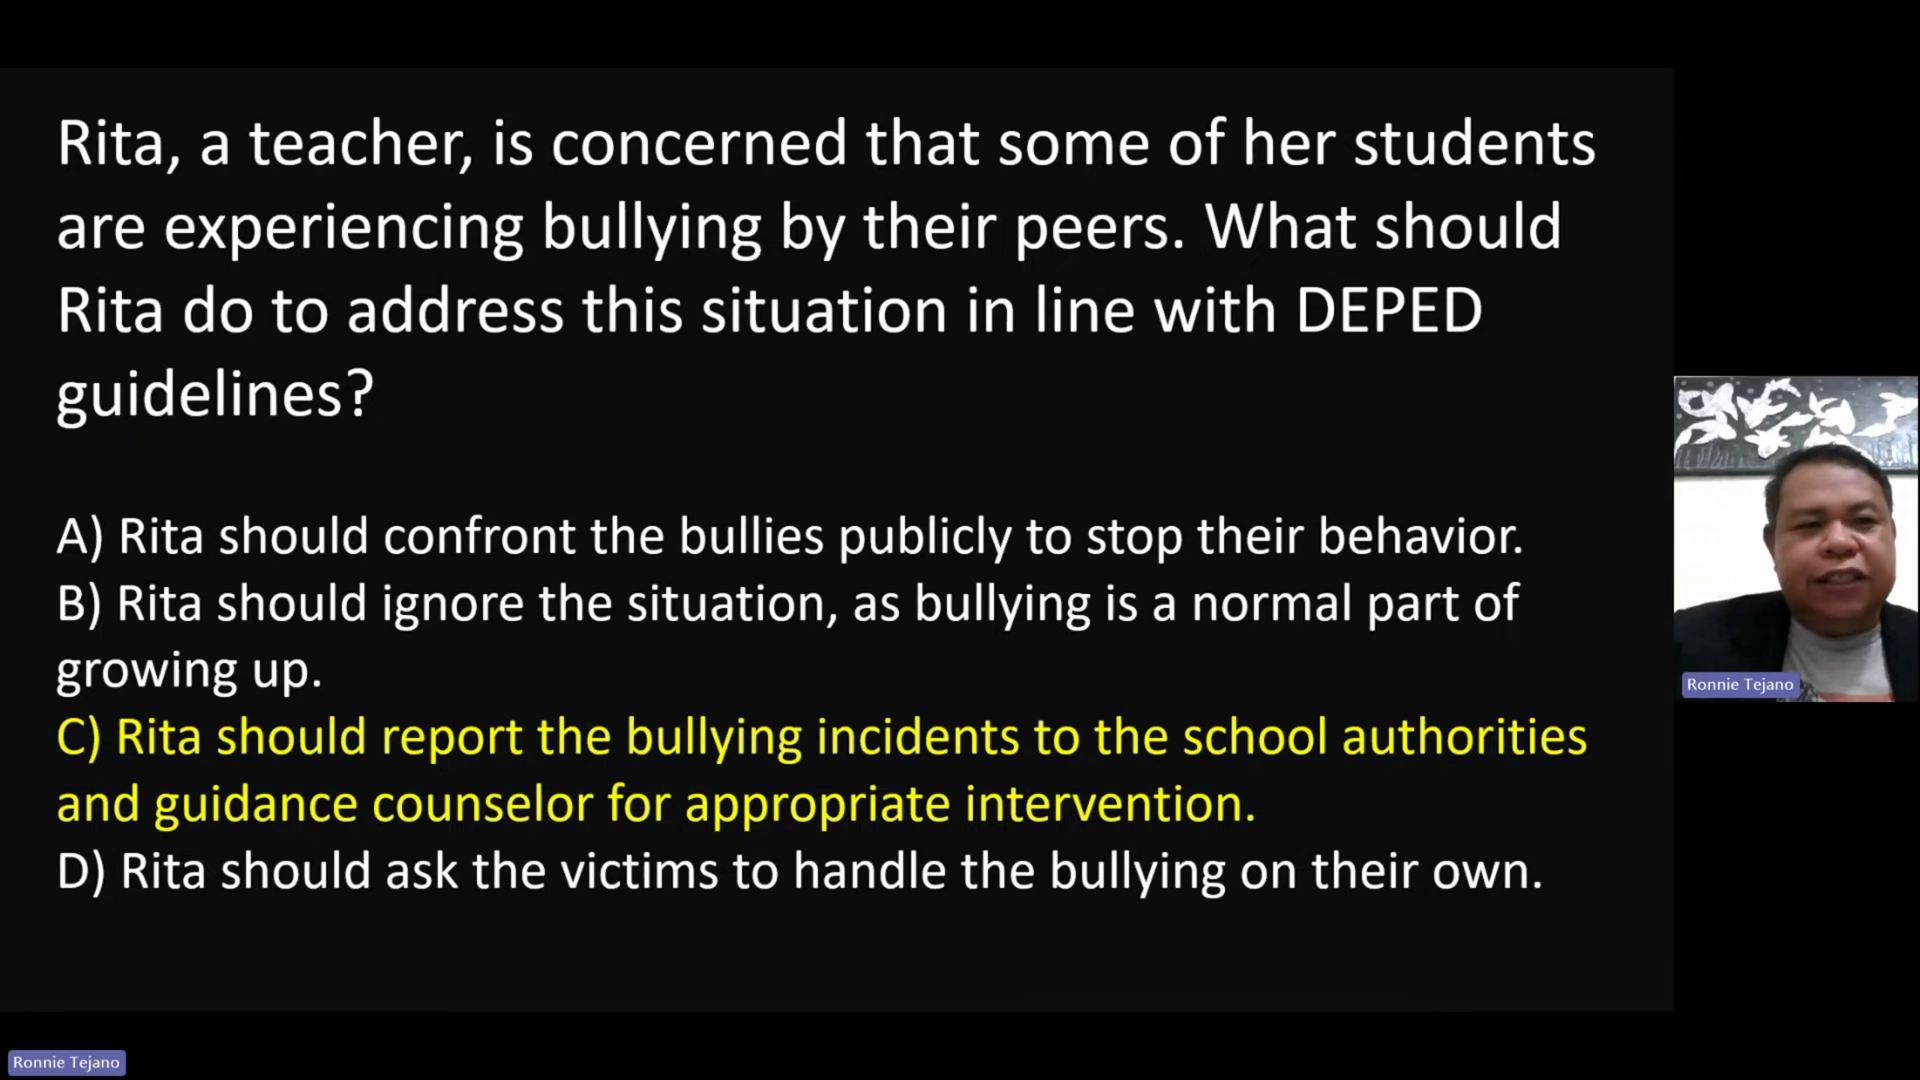 Rita, a teacher, is concerned that some of her students
are experiencing bullying by their peers. What should
Rita do to address this situation in line with DEPED
guidelines?
A) Rita should confront the bullies publicly to stop their behavior.
B) Rita should ignore the situation, as bullying is a normal part of
growing up.
C) Rita should report the bullying incidents to the school authorities
and guidance counselor for appropriate intervention.
D) Rita should ask the victims to handle the bullying on their own.
Ronnie Tejano
Ronnie Tejano